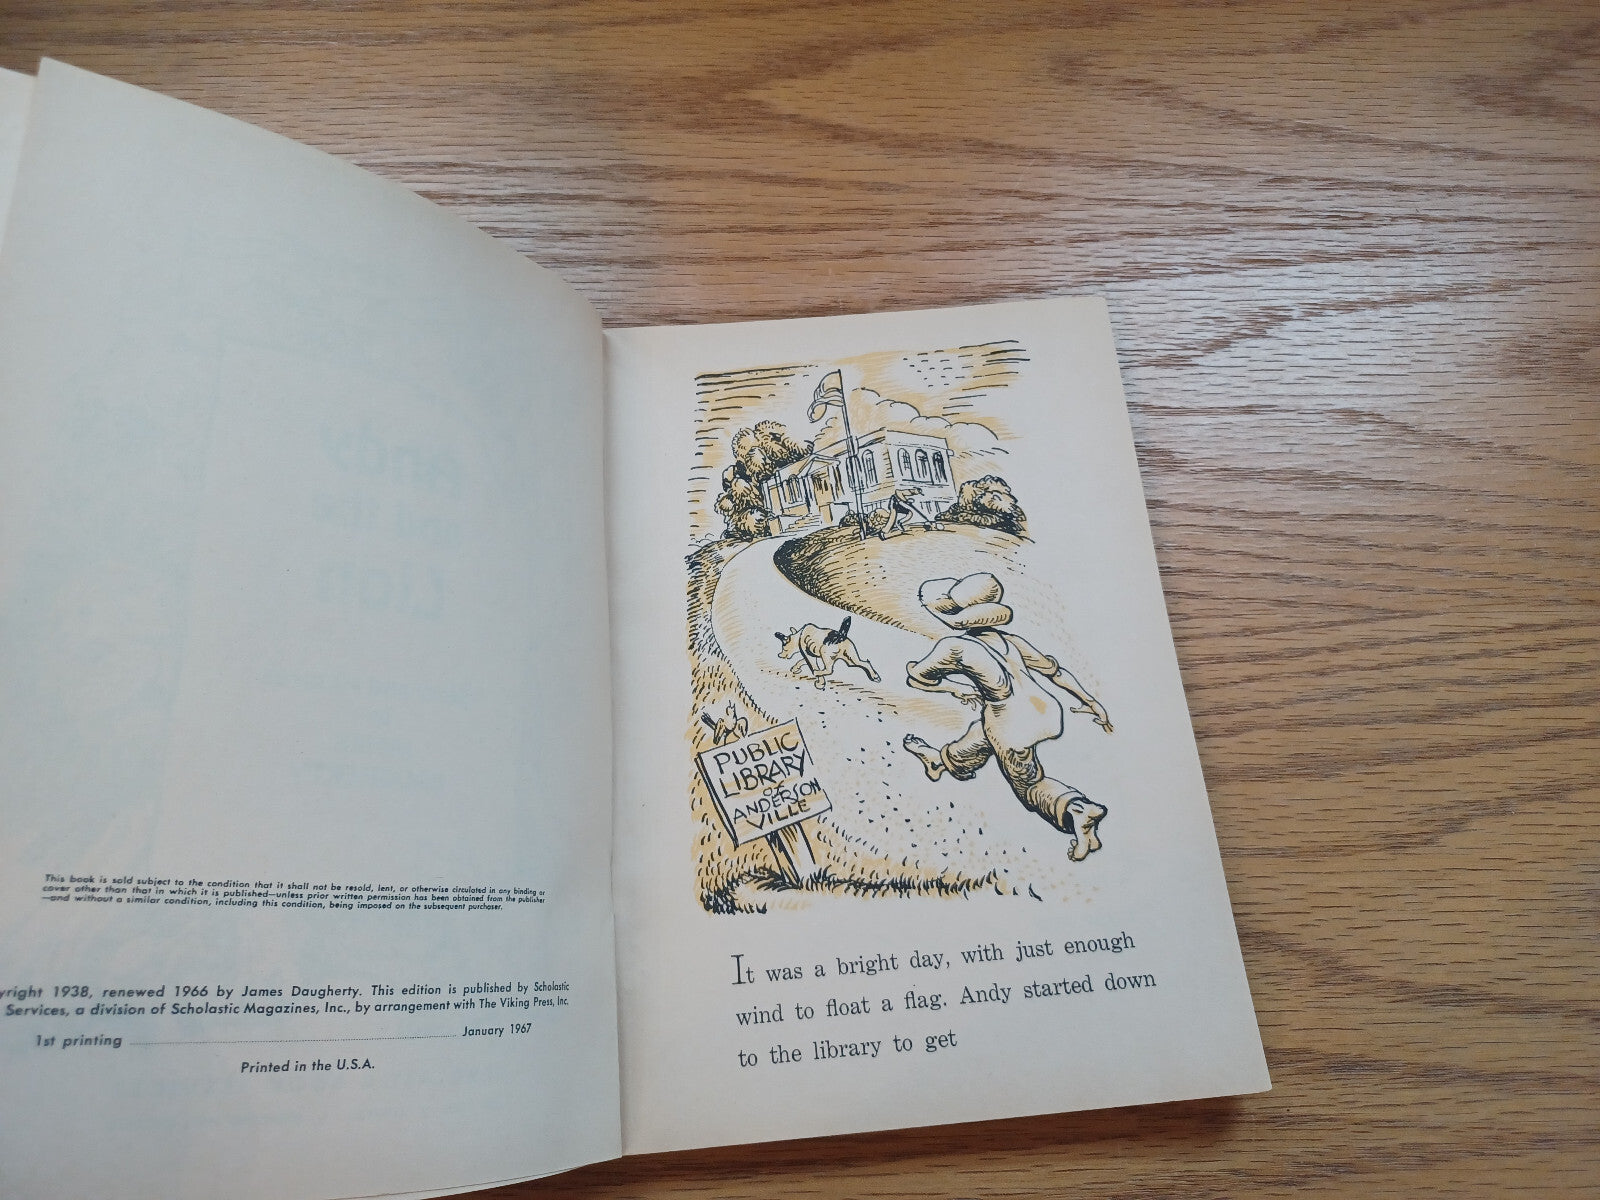 This book is sold subject to the condition that it shall not be resold, lent, or otherwise circulated in any binding or
cover other than that in which it is published—unless prior written permission has been obtained from the publisher
—and without a similar condition, including this condition, being imposed on the subsequent purchaser.
1938, renewed 1966 by James Daugherty. This edition is published by Scholastic
Services, a division of Scholastic Magazines, Inc., by arrangement with The Viking Press, Inc.
1st printing ........ January 1967
Printed in the U.S.A.
PUBLIC
LIBRARY
OF
ANDERSON
VILLE
It was a bright day, with just enough
wind to float a flag. Andy started down
to the library to get